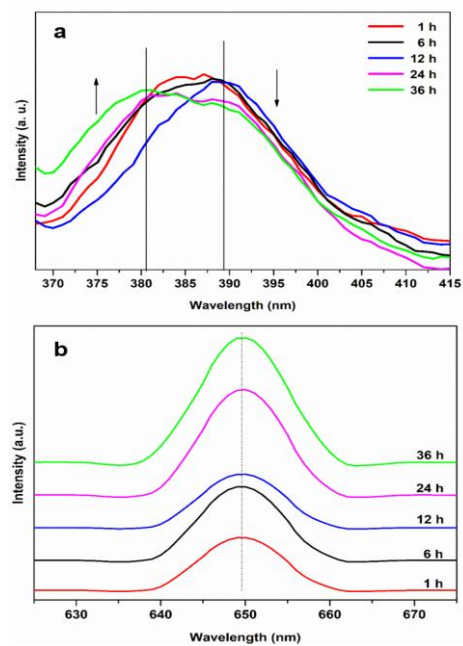 a
1 h
6 h
12 h
24 h
36 h
Intensity (a. u.)
370 375 380 385 390 395 400 405 410 415
Wavelength (nm)
b
36 h
24 h
12 h
6 h
1 h
Intensity (a.u.)
630 640 650 660 670
Wavelength (nm)